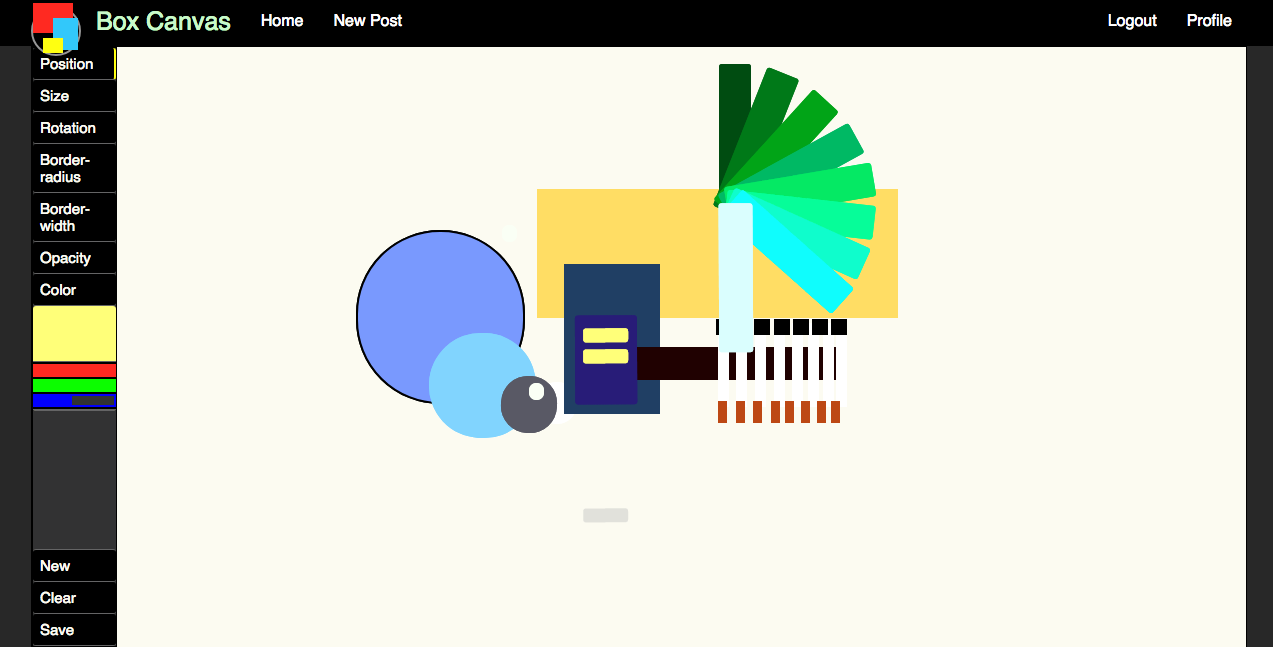 Box Canvas
Home
New Post
Logout
Profile
Position
Size
Rotation
Border-
radius
Border-
width
Opacity
Color
New
Clear
Save